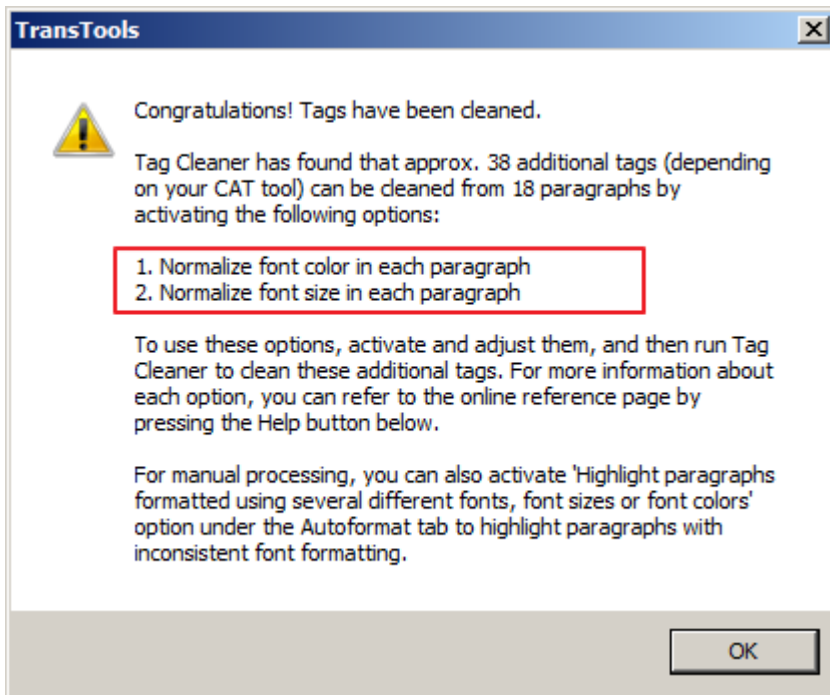 TransTools
Congratulations! Tags have been cleaned.
Tag Cleaner has found that approx. 38 additional tags (depending
on your CAT tool) can be cleaned from 18 paragraphs by
activating the following options:
1. Normalize font color in each paragraph
2. Normalize font size in each paragraph
To use these options, activate and adjust them, and then run Tag
Cleaner to clean these additional tags. For more information about
each option, you can refer to the online reference page by
pressing the Help button below.
For manual processing, you can also activate 'Highlight paragraphs
formatted using several different fonts, font sizes or font colors'
option under the Autoformat tab to highlight paragraphs with
inconsistent font formatting.
OK